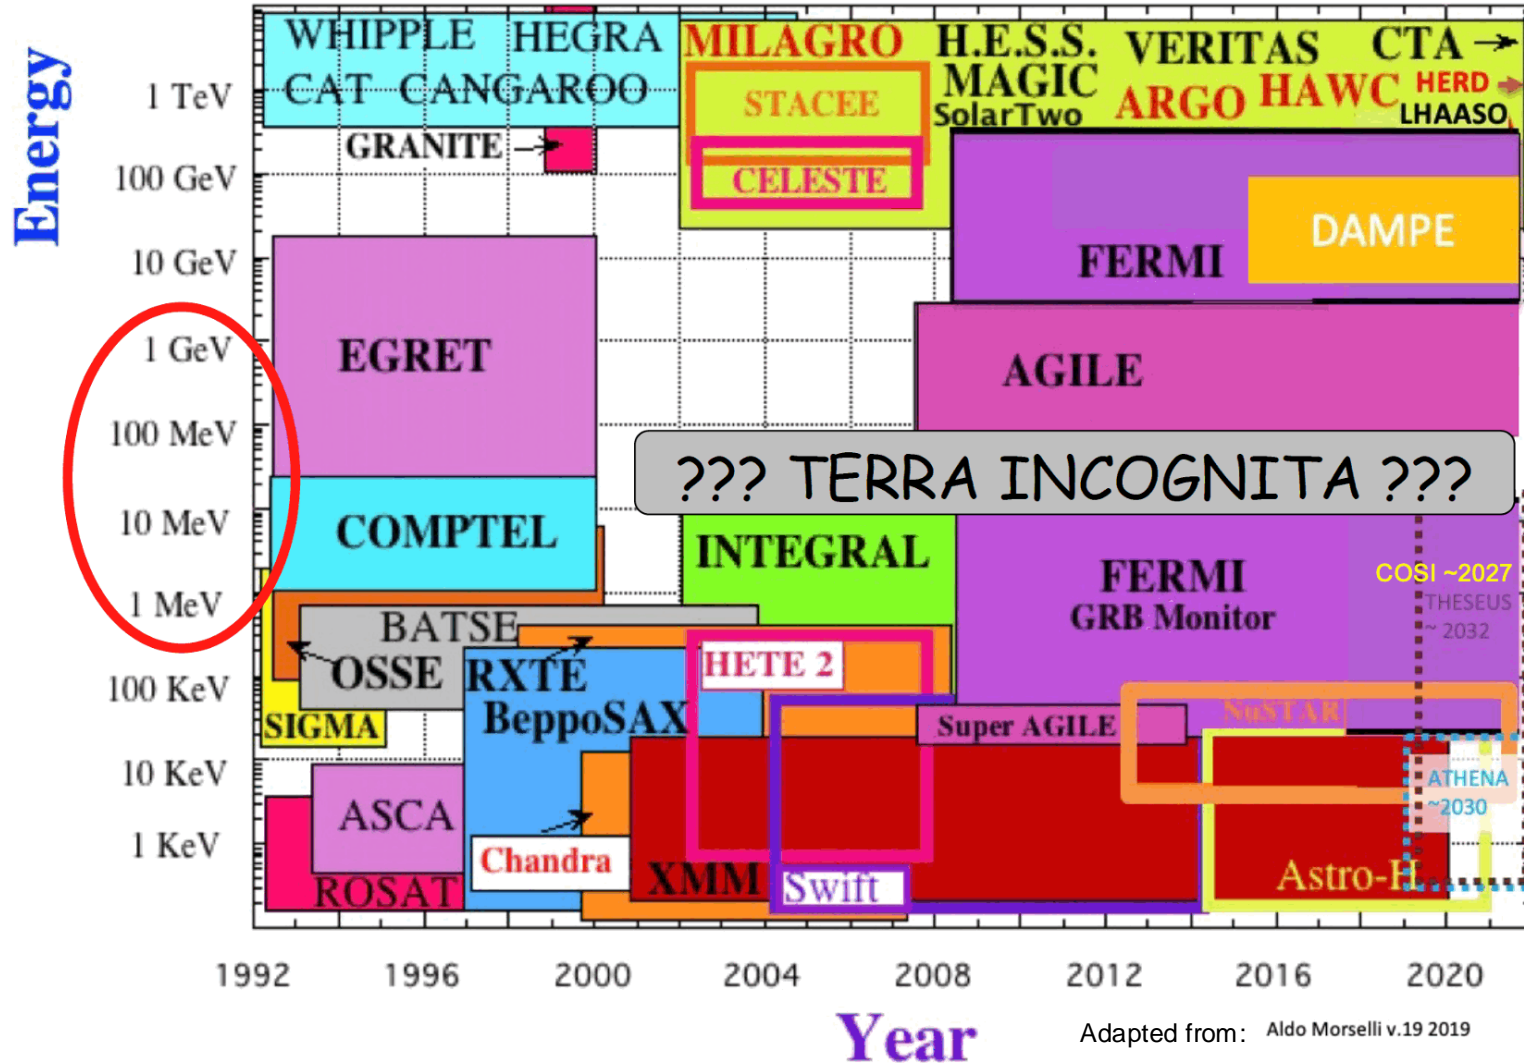 Energy
1 TeV
100 GeV
10 GeV
1 GeV
100 MeV
10 MeV
1 MeV
100 KeV
10 KeV
1 KeV
WHIPPLE HEGRA
CAT CANGAROO
GRANITE
MILAGRO
STACEE
CELESTE
H.E.S.S.
MAGIC
SolarTwo
VERITAS
ARGO
CTA
HAWC
HERD
LHAASO
DAMPE
FERMI
EGRET
AGILE
??? TERRA INCOGNITA ???
COMPTEL
INTEGRAL
FERMI
GRB Monitor
COSI ~2027
THESEUS
~ 2032
BATSE
OSSE
RXTE
HETE 2
SIGMA
BeppoSAX
Super AGILE
NuSTAR
ATHENA
~2030
ASCA
Chandra
ROSAT
XMM
Swift
Astro-H
1992
1996
2000
2004
2008
2012
2016
2020
Year
Adapted from: Aldo Morselli v.19 2019